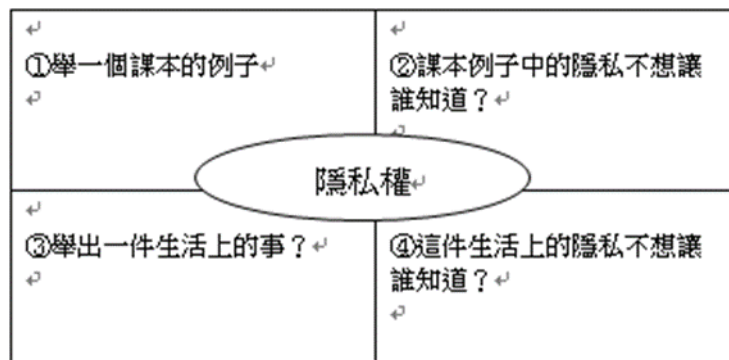 ①舉一個課本的例子
②課本例子中的隱私不想讓
誰知道？
隱私權
③舉出一件生活上的事？
④這件生活上的隱私不想讓
誰知道？